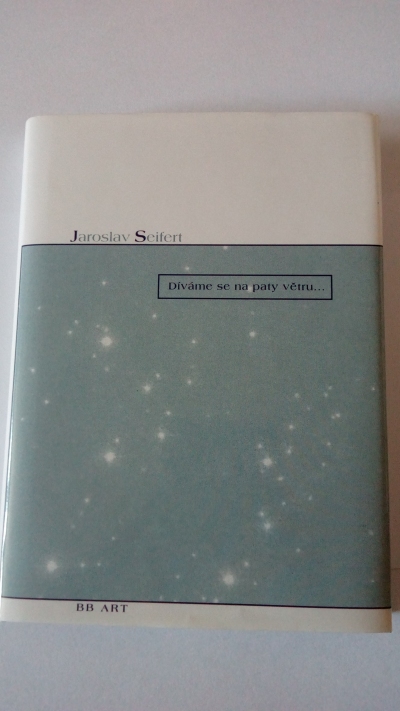 Jaroslav Seifert
Díváme se na paty větru...
BB ART